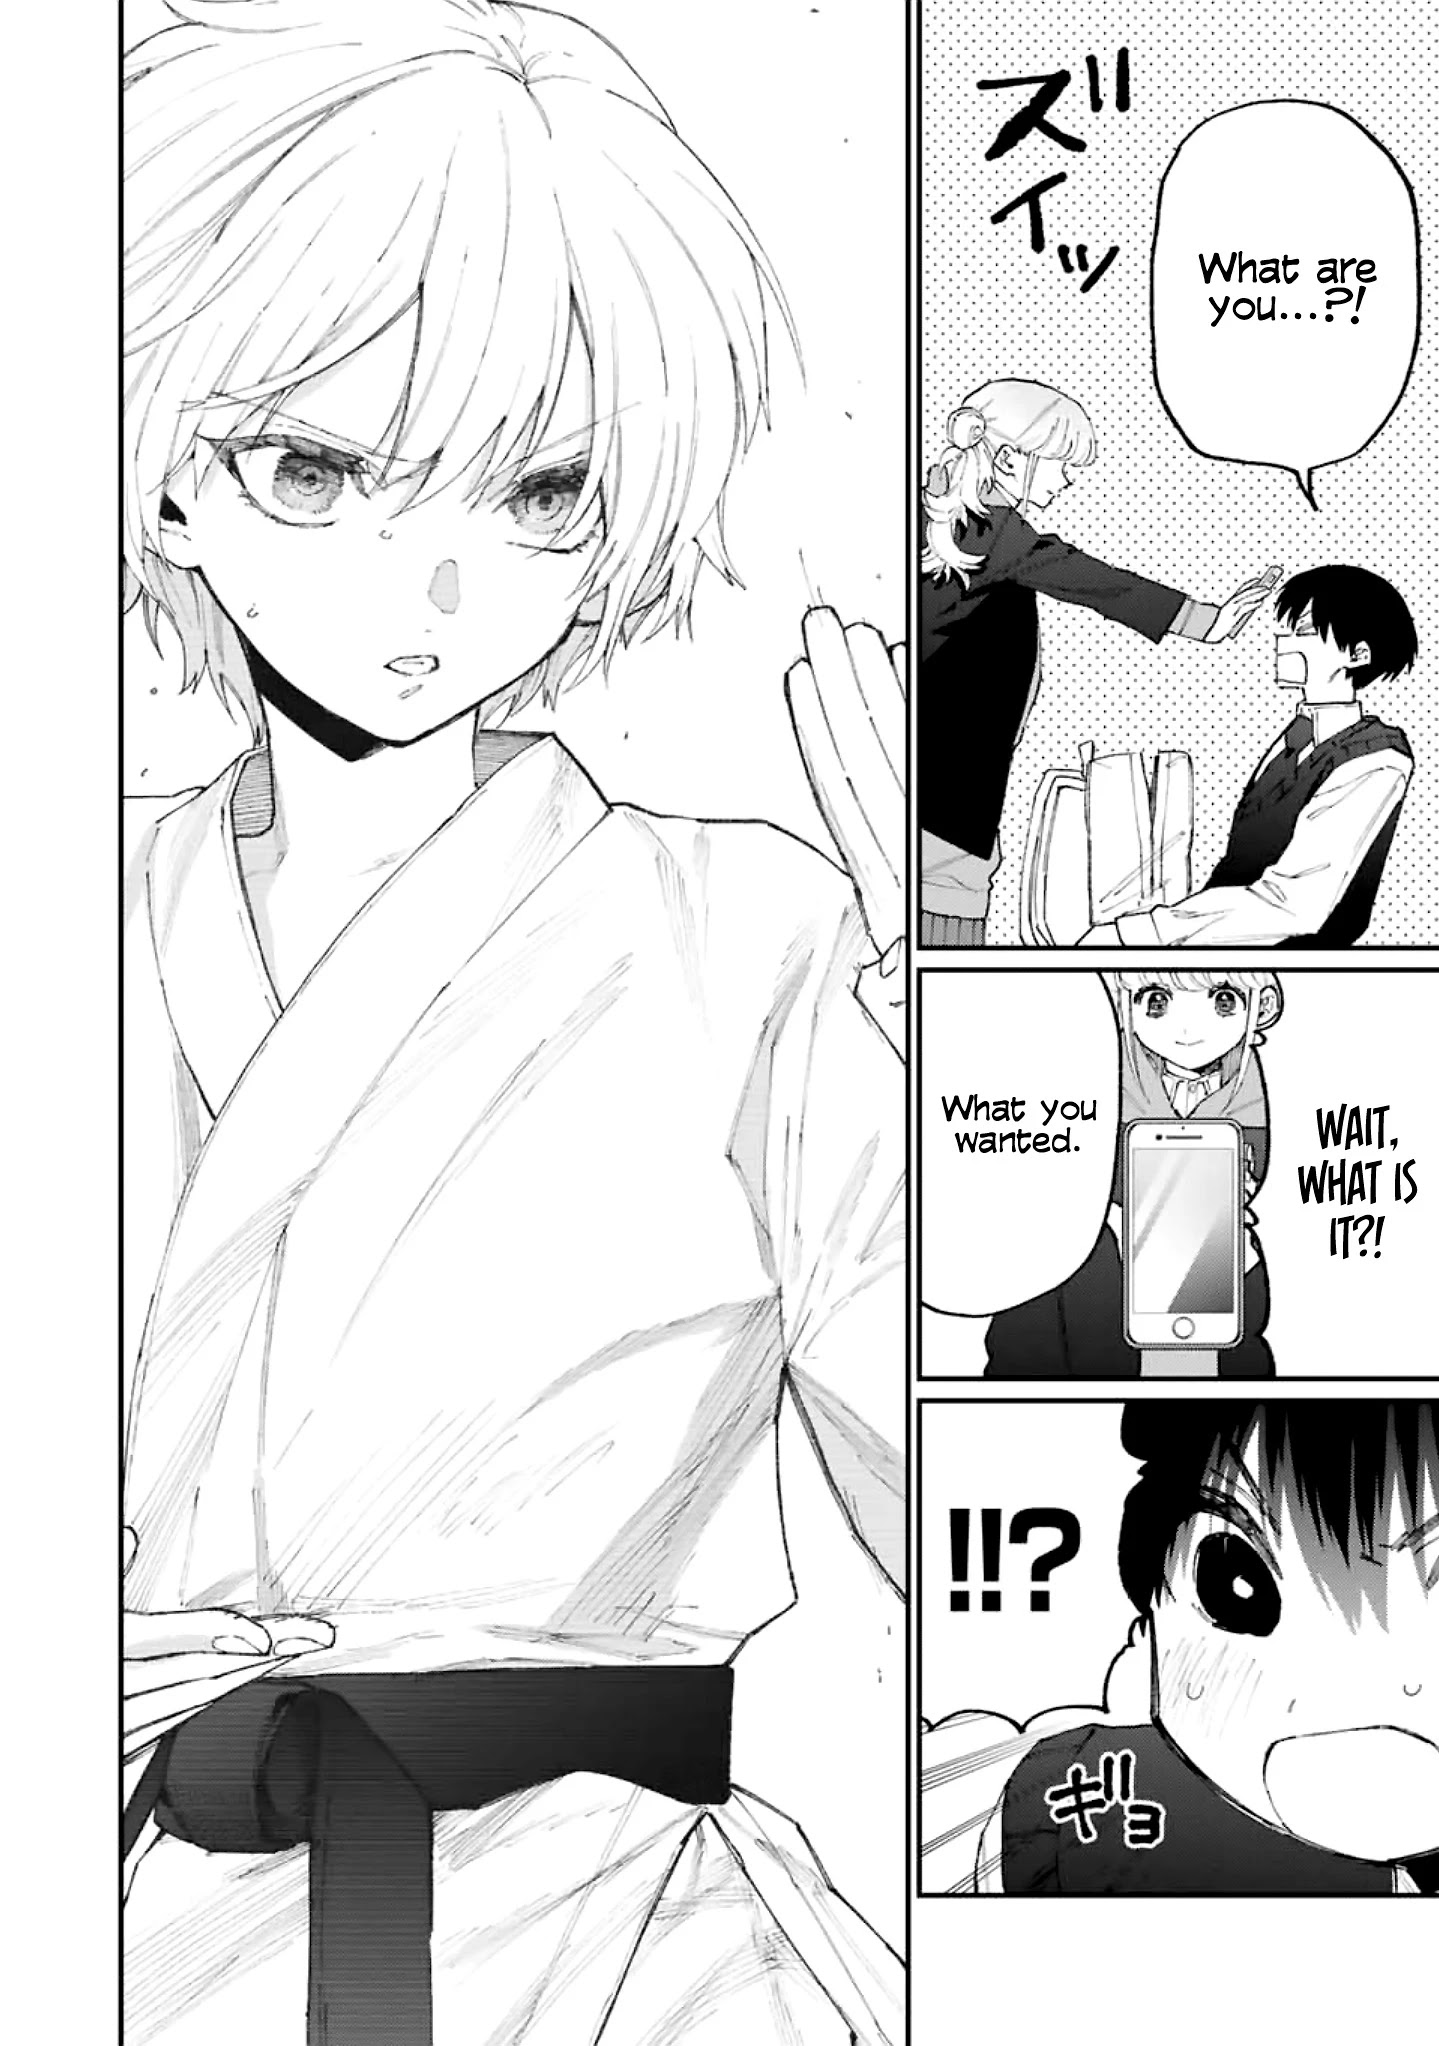 What are
you...?!
ズイッ
WAIT,
WHAT IS
IT?!
What you
wanted.
!!?
ギョ